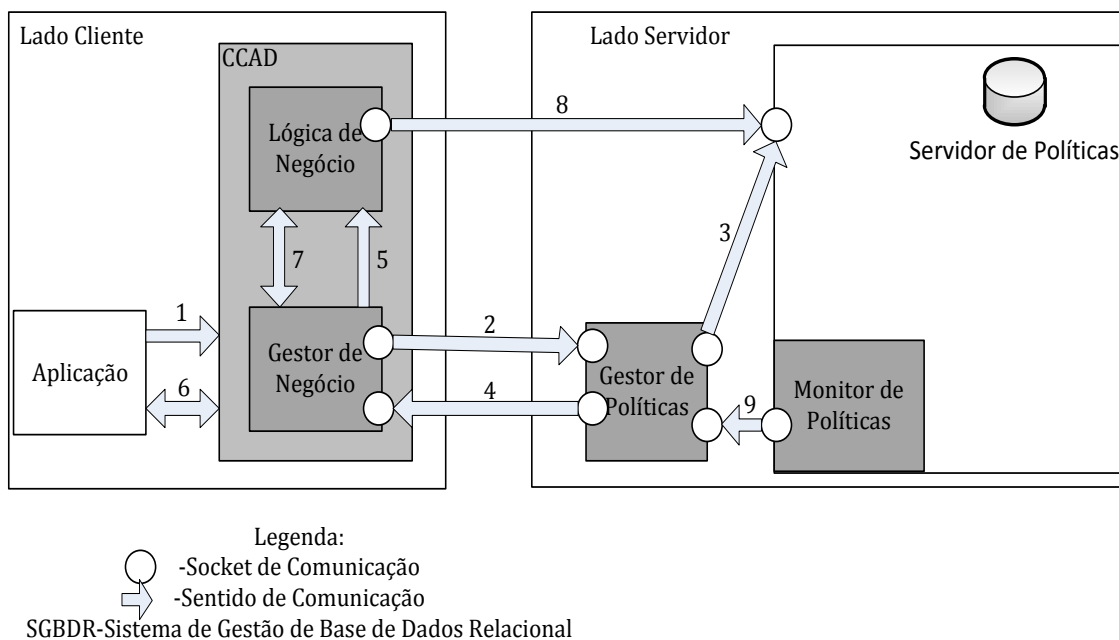 Lado Cliente
CCAD
Lógica de
Negócio
7
5
1
Aplicação
6
Gestor de
Negócio
Lado Servidor
8
Servidor de Políticas
3
2
4
Gestor de
Políticas
9
Monitor de
Políticas
Legenda:
-Socket de Comunicação
-Sentido de Comunicação
SGBDR-Sistema de Gestão de Base de Dados Relacional